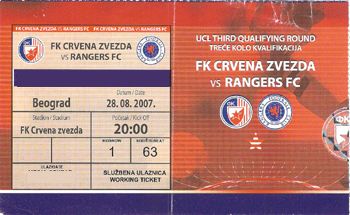 FK CRVENA ZVEZDA
VS RANGERS FC
Datum / Date
Beograd
28. 08. 2007.
Stadion / Stadium
Početak / Kick Off
FK Crvena zvezda
20:00
1
63
SLUŽBENA ULAZNICA
WORKING TICKET
UCL THIRD QUALIFYING ROUND
TREĆE KOLO KVALIFIKACIJA
FK CRVENA ZVEZDA
VS RANGERS FC